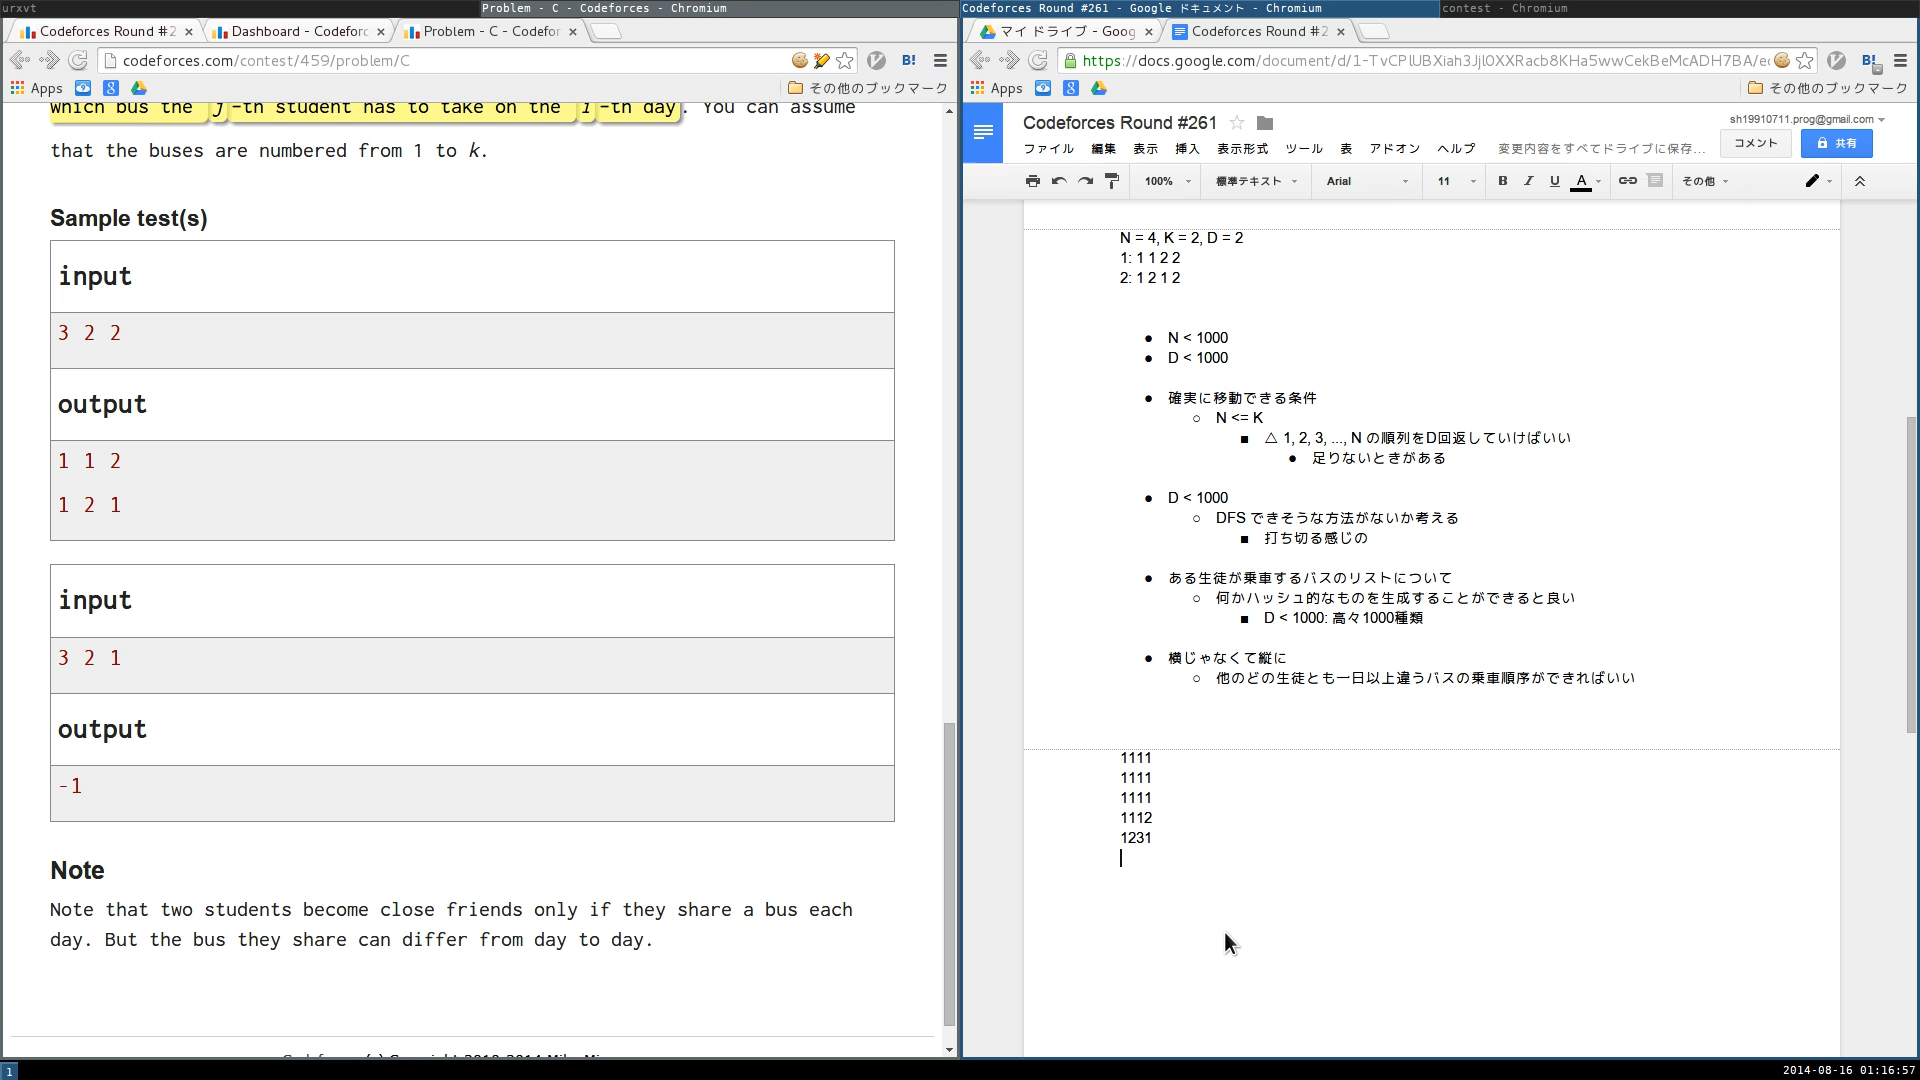 urxvt
Problem - C - Codeforces - Chromium
Codeforces Round #261 - Google ドキュメント - Chromium
contest - Chromium
Codeforces Round #2
Dashboard - Codeforc
Problem - C - Codefor
codeforces.com/contest/459/problem/C
B!
Apps
その他のブックマーク
which bus the j-th student has to take on the i-th day. You can assume
that the buses are numbered from 1 to k.
Sample test(s)
input
3 2 2
output
1 1 2
1 2 1
input
3 2 1
output
-1
Note
Note that two students become close friends only if they share a bus each
day. But the bus they share can differ from day to day.
マイ ドライブ - Goog
Codeforces Round #2
B!
Apps
その他のブックマーク
Codeforces Round #261
sh19910711.prog@gmail.com
ファイル 編集 表示 挿入 表示形式 ツール 表 アドオン ヘルプ 変更内容をすべてドライブに保存...
コメント
共有
100% 標準テキスト Arial 11 B I U A その他
N = 4, K = 2, D = 2
1: 1 1 2 2
2: 1 2 1 2
● N < 1000
● D < 1000
● 確実に移動できる条件
○ N <= K
■ △ 1, 2, 3, ..., N の順列をD回返していけばいい
● 足りないときがある
● D < 1000
○ DFS できそうな方法がないか考える
■ 打ち切る感じの
● ある生徒が乗車するバスのリストについて
○ 何かハッシュ的なものを生成することができると良い
■ D < 1000: 高々1000種類
● 横じゃなくて縦に
○ 他のどの生徒とも一日以上違うバスの乗車順序ができればいい
1111
1111
1111
1112
1231
1
2014-08-16 01:16:57